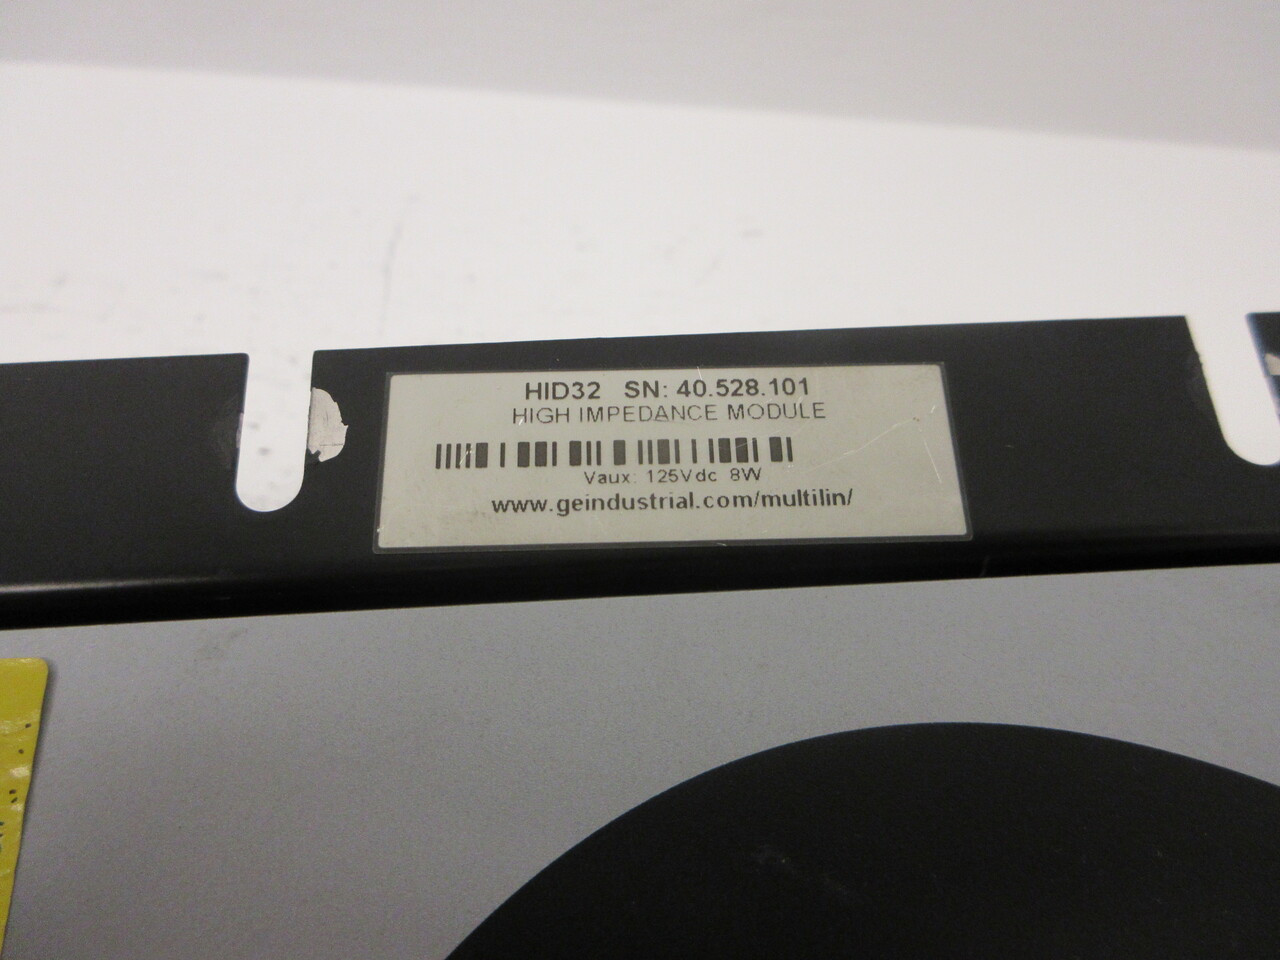 HID32 SN: 40.528.101
HIGH IMPEDANCE MODULE
Vaux: 125Vdc 8W
www.geindustrial.com/multilin/